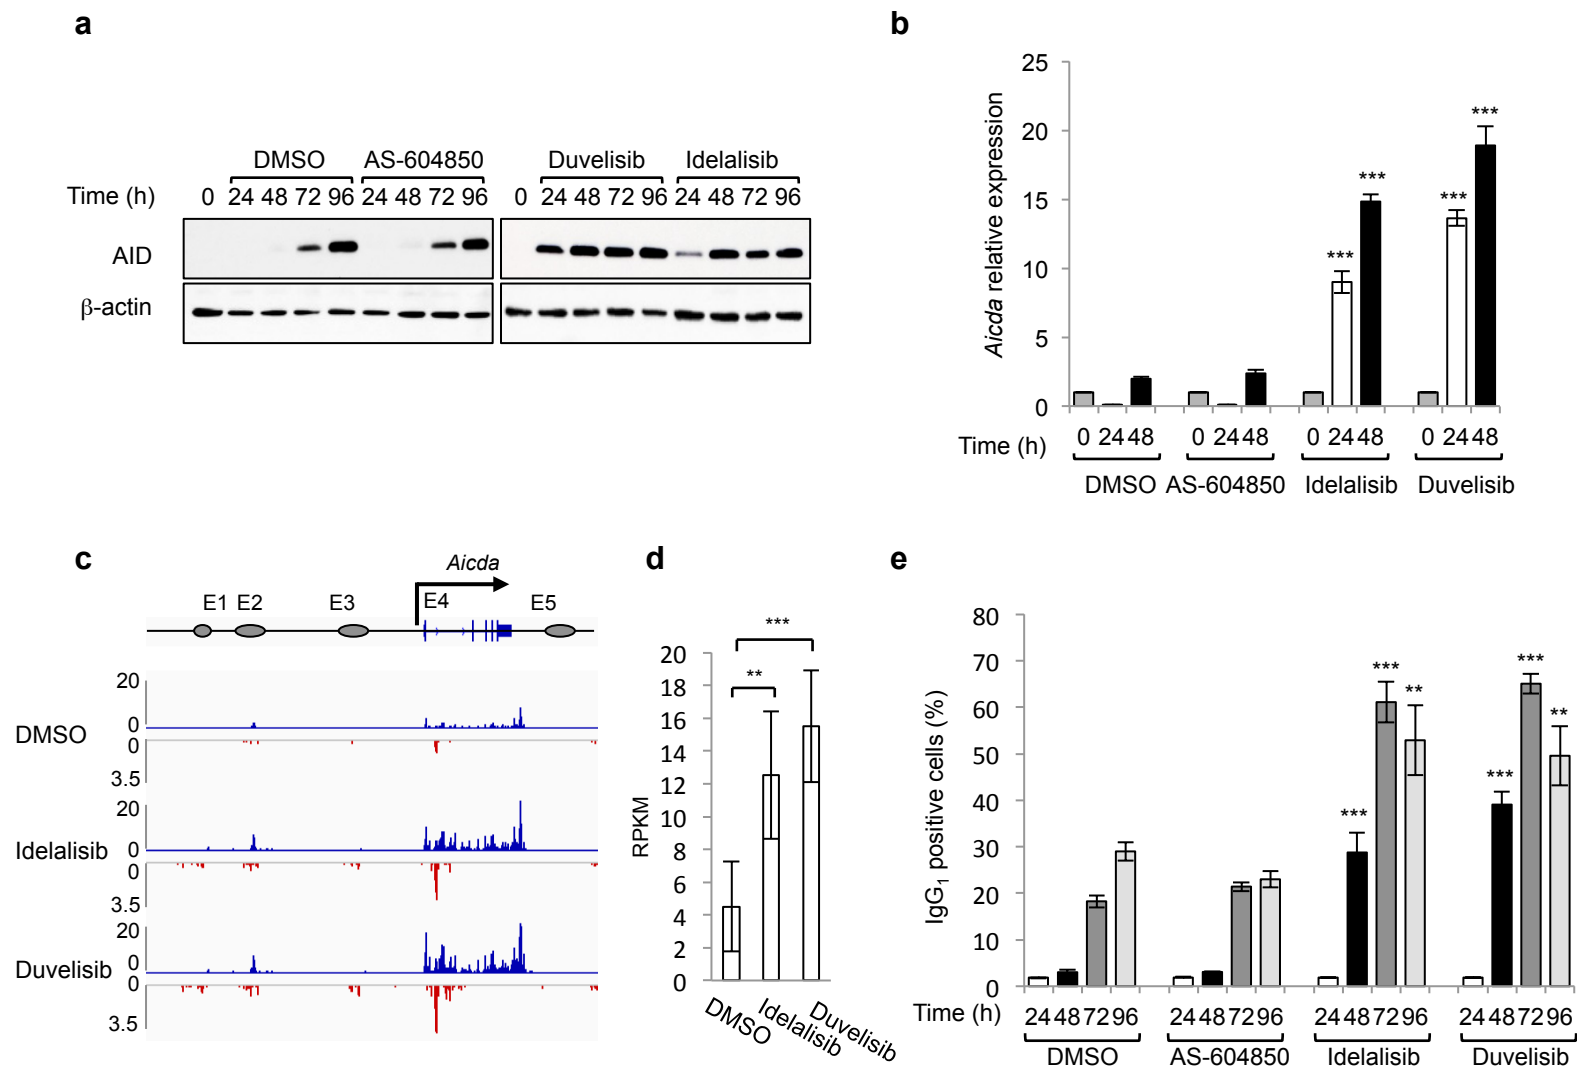 a
DMSO AS-604850 Duvelisib Idelalisib
Time (h) 0 24 48 72 96 24 48 72 96 0 24 48 72 96 24 48 72 96
AID
β-actin
b
Aicda relative expression
25
20
15
10
5
0
*** *** *** ***
Time (h) 0 24 48 0 24 48 0 24 48 0 24 48
DMSO AS-604850 Idelalisib Duvelisib
c
Aicda
E1 E2 E3 E4 E5
DMSO
20
0
0
3.5
Idelalisib
20
0
0
3.5
Duvelisib
20
0
0
3.5
d
***
**
RPKM
20
18
16
14
12
10
8
6
4
2
0
DMSO
Idelalisib
Duvelisib
e
IgG1 positive cells (%)
80
70
60
50
40
30
20
10
0
*** *** ** *** *** **
Time (h) 24 48 72 96 24 48 72 96 24 48 72 96 24 48 72 96
DMSO AS-604850 Idelalisib Duvelisib